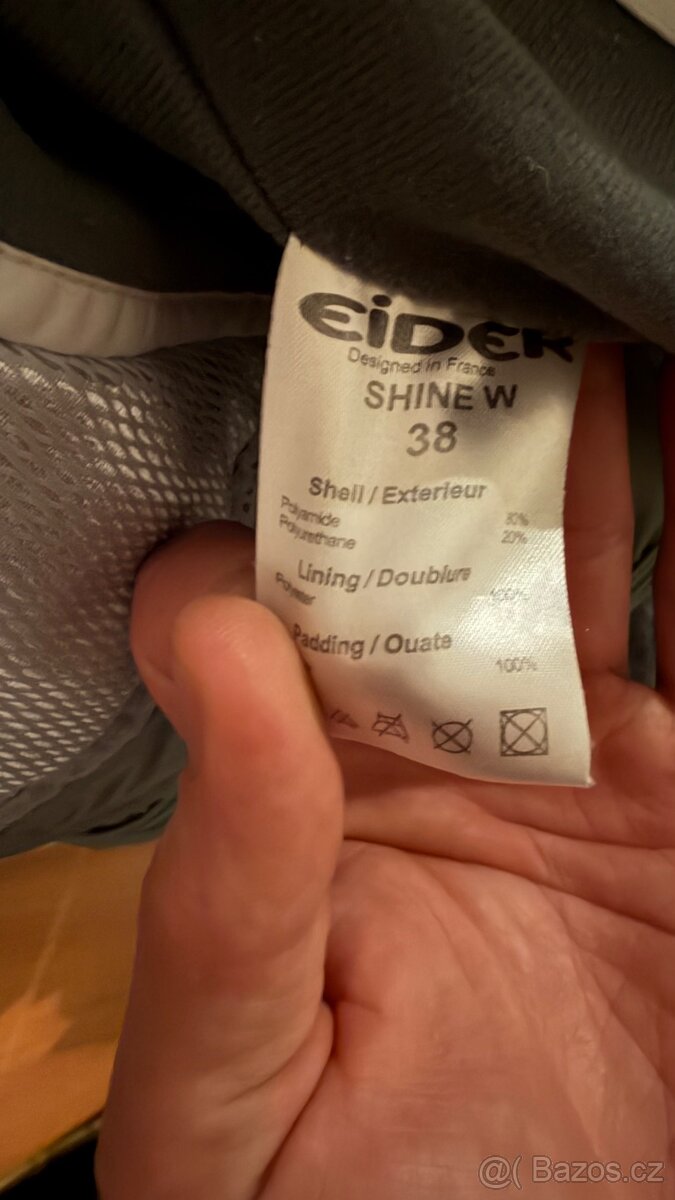 EiDER
Designed in France
SHINE W
38
Shell / Exterieur
Polyamide 80%
Polyurethane 20%
Lining / Doublure
Polyester 100%
Padding / Ouate
100%
@( Bazos.cz